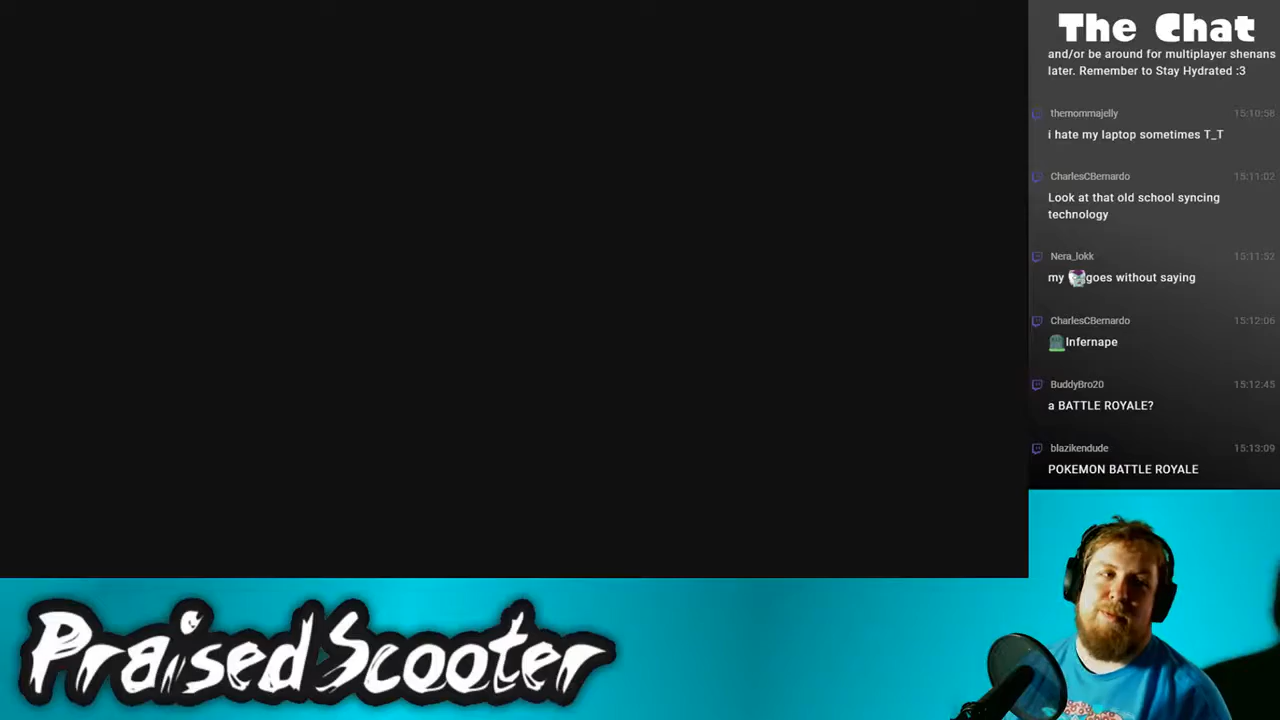 The Chat
and/or be around for multiplayer shenans
later. Remember to Stay Hydrated :3
themommajelly 15:10:58
i hate my laptop sometimes T_T
CharlesCBernardo 15:11:02
Look at that old school syncing
technology
Nera_lokk 15:11:52
my goes without saying
CharlesCBernardo 15:12:06
Infernape
BuddyBro20 15:12:45
a BATTLE ROYALE?
blazikendude 15:13:09
POKEMON BATTLE ROYALE
PraisedScooter